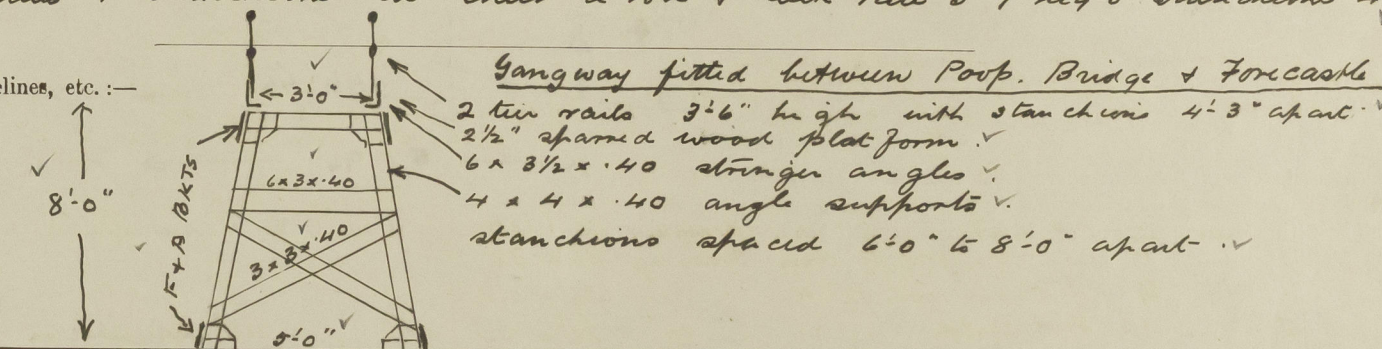 Gangway fitted between Poop. Bridge & Forecastle
elines, etc. :—
3'-0"
2 tier rails 3'-6" high with stanchions 4'-3" apart.
2½" sparred wood platform.
6 x 3½ x .40 stringer angles.
6x3x.40
4 x 4 x .40 angle supports.
8'-0"
F & A BKTS
3 x 3 x .40
stanchions spaced 6'-0" to 8'-0" apart.
5'-0"